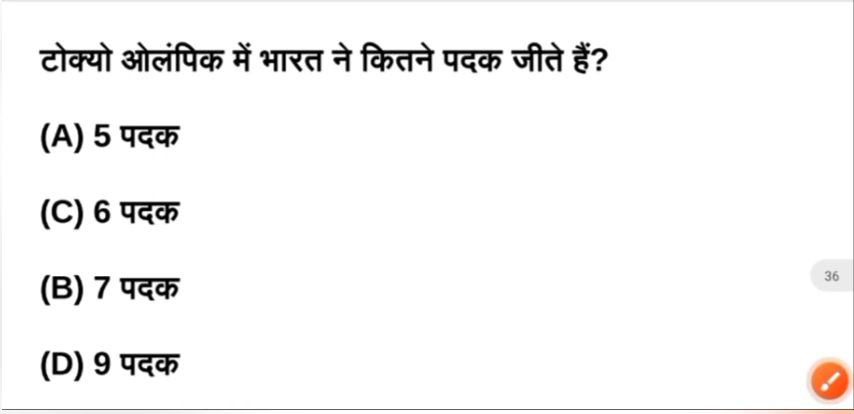 टोक्यो ओलंपिक में भारत ने कितने पदक जीते हैं?
(A) 5 पदक
(C) 6 पदक
(B) 7 पदक
(D) 9 पदक
36